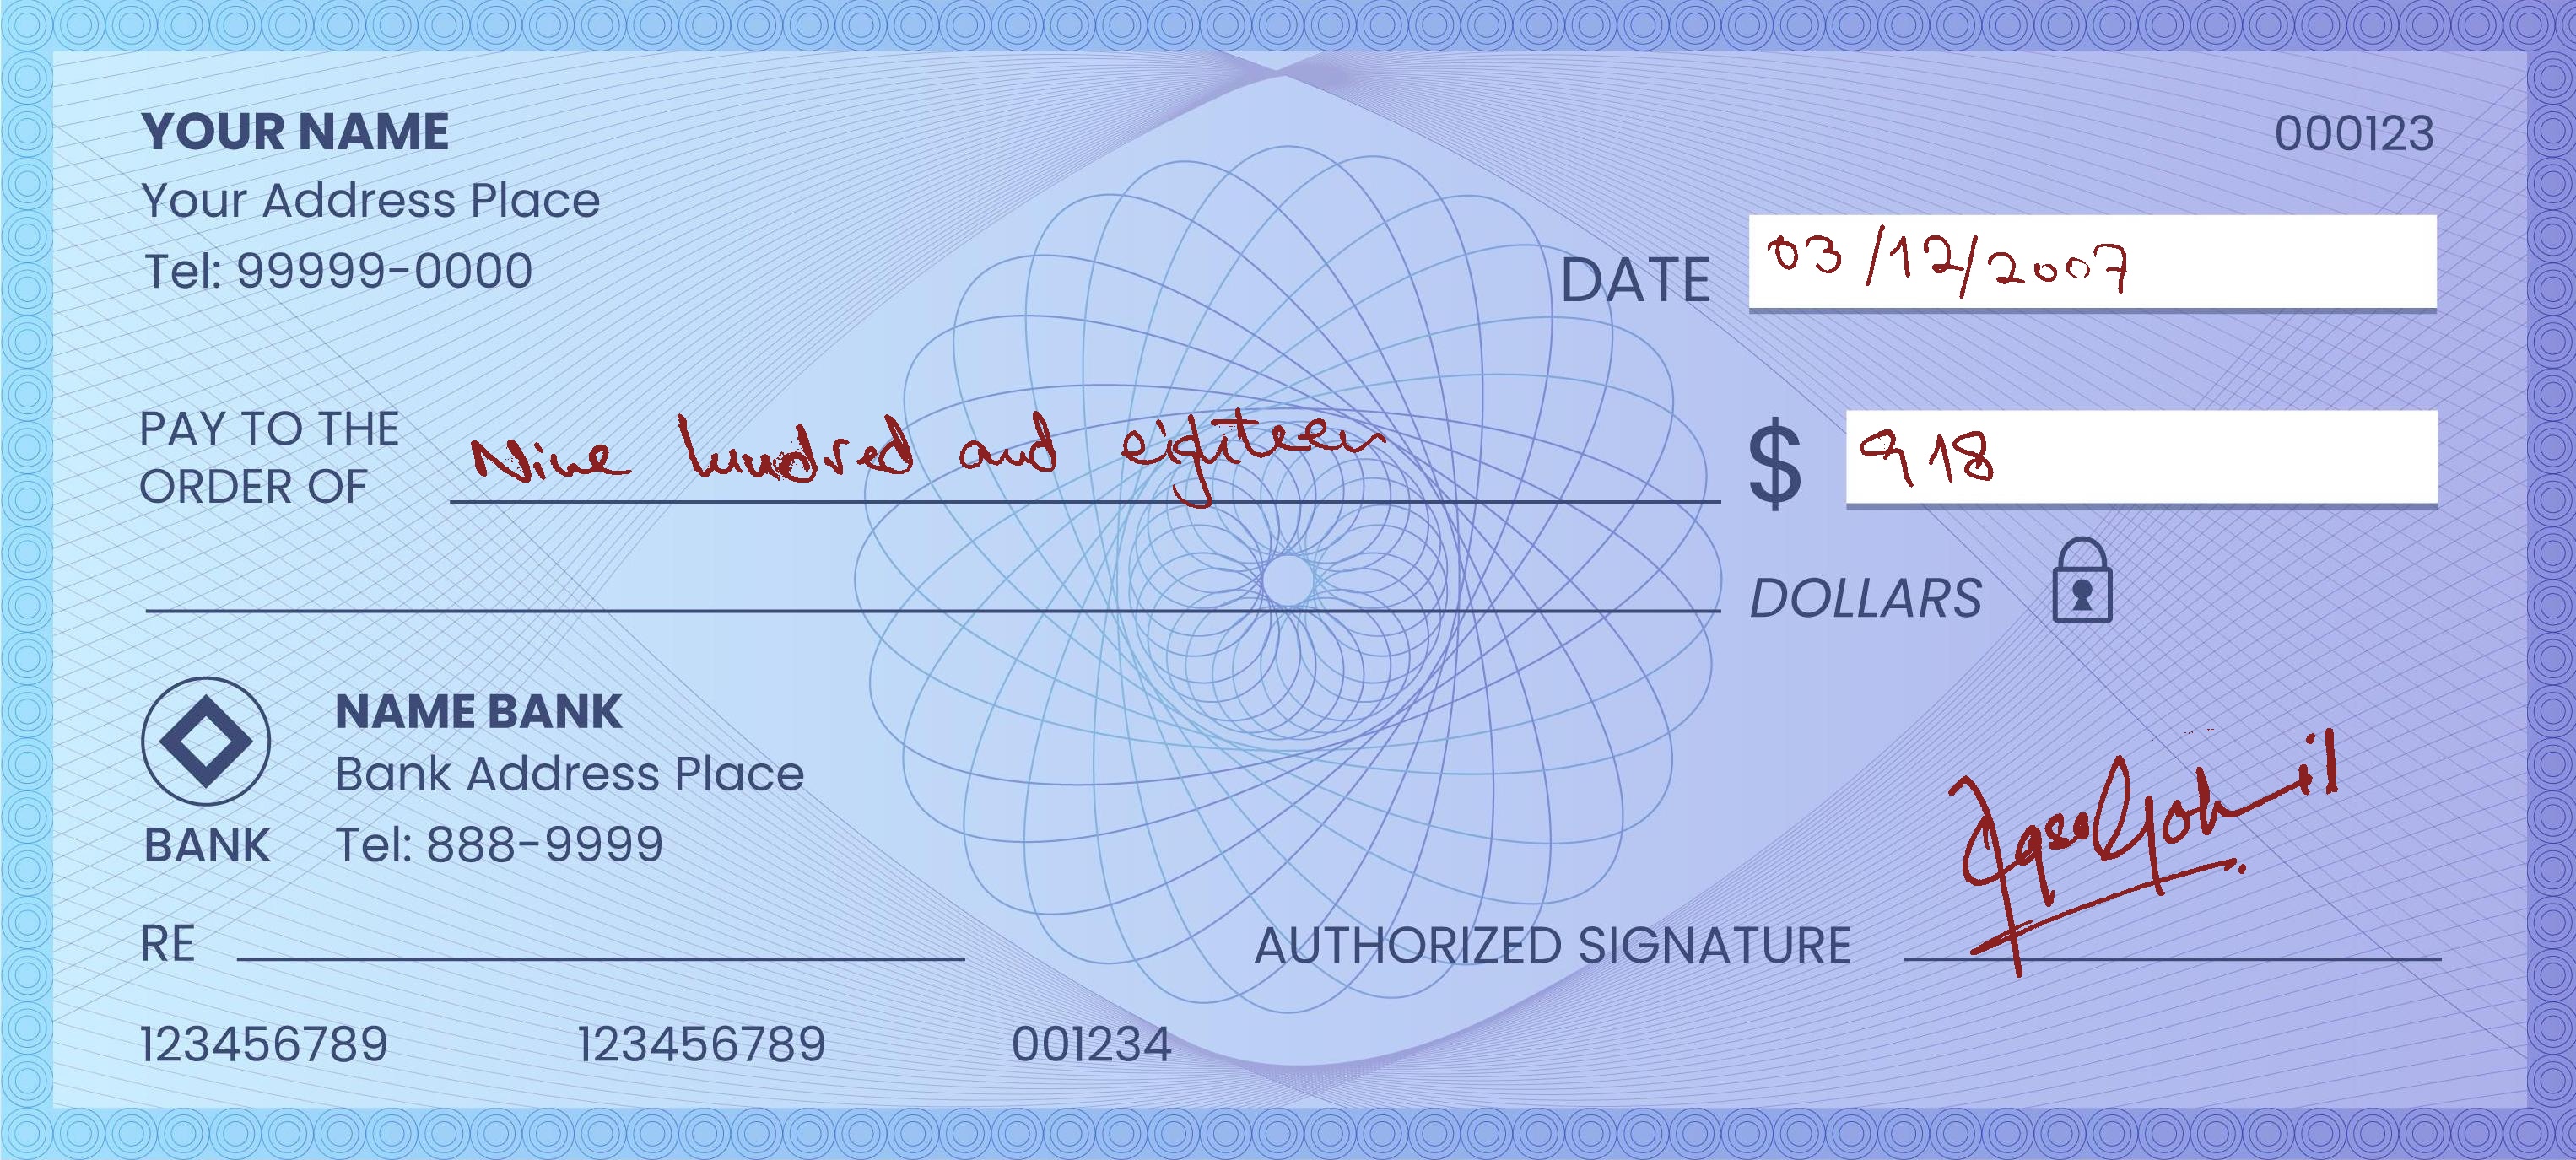 YOUR NAME
000123
Your Address Place
Tel: 99999-0000
DATE 03/12/2007
PAY TO THE
ORDER OF Nine hundred and eighteen $ 918
DOLLARS
NAME BANK
Bank Address Place
BANK Tel: 888-9999
RE
AUTHORIZED SIGNATURE
123456789 123456789 001234